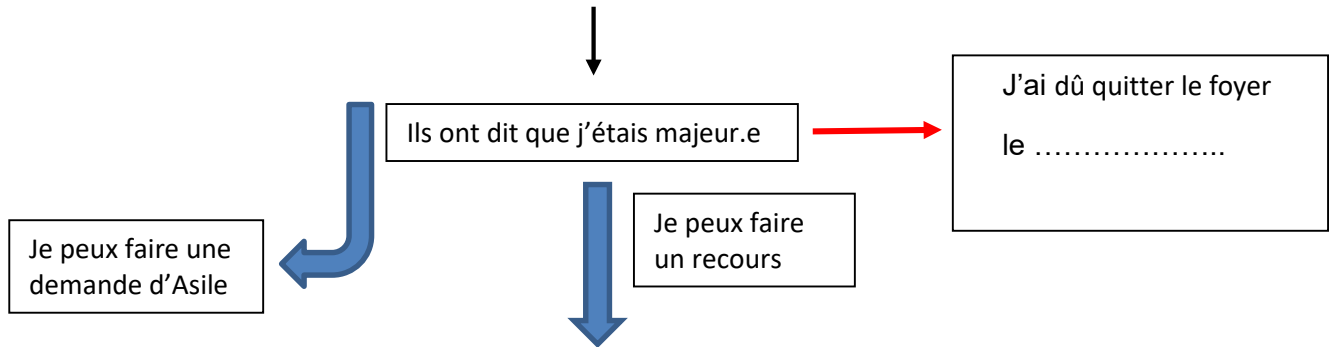 Ils ont dit que j’étais majeur.e
J’ai dû quitter le foyer
le ………………..
Je peux faire une
demande d’Asile
Je peux faire
un recours